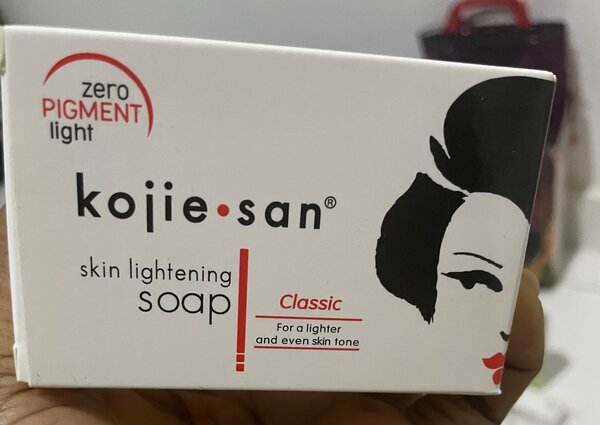 zero
PIGMENT
light
kojie•san®
skin lightening
soap
Classic
For a lighter
and even skin tone